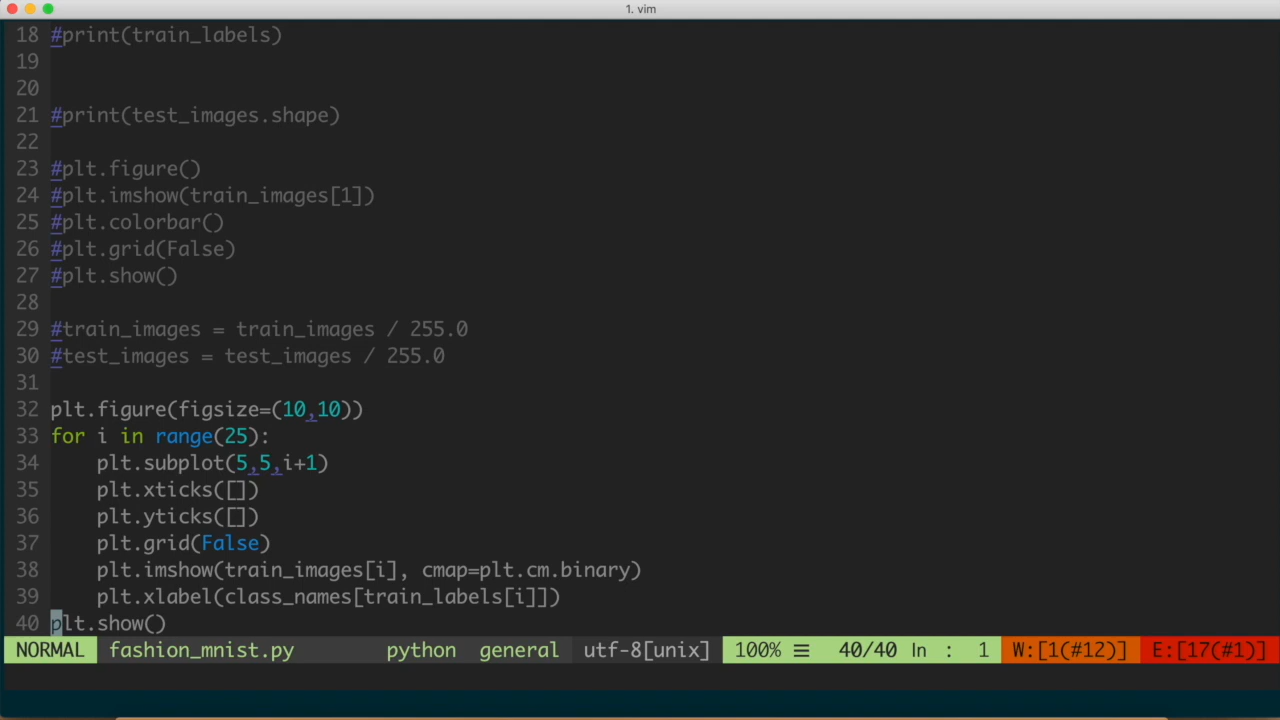 1. vim
18 #print(train_labels)
19
20
21 #print(test_images.shape)
22
23 #plt.figure()
24 #plt.imshow(train_images[1])
25 #plt.colorbar()
26 #plt.grid(False)
27 #plt.show()
28
29 #train_images = train_images / 255.0
30 #test_images = test_images / 255.0
31
32 plt.figure(figsize=(10,10))
33 for i in range(25):
34     plt.subplot(5,5,i+1)
35     plt.xticks([])
36     plt.yticks([])
37     plt.grid(False)
38     plt.imshow(train_images[i], cmap=plt.cm.binary)
39     plt.xlabel(class_names[train_labels[i]])
40 plt.show()
NORMAL fashion_mnist.py python general utf-8[unix] 100% ☰ 40/40 ln : 1 W:[1(#12)] E:[17(#1)]